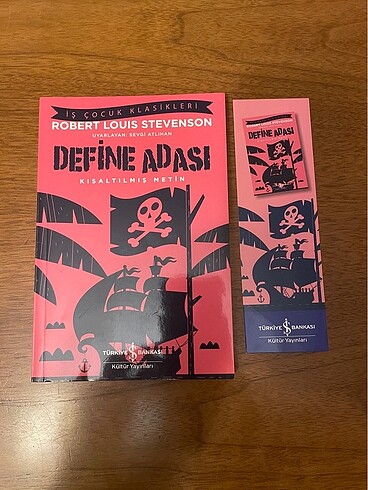 İŞ ÇOCUK KLASİKLERİ
ROBERT LOUIS STEVENSON
UYARLAYAN: SEVGİ ATLIHAN
DEFİNE ADASI
KISALTILMIŞ METİN
TÜRKİYE İŞ BANKASI
Kültür Yayınları
DEFİNE ADASI
TÜRKİYE İŞ BANKASI
Kültür Yayınları